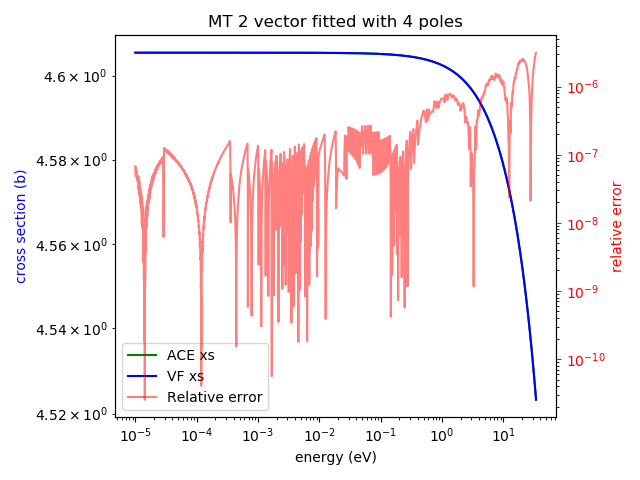 MT 2 vector fitted with 4 poles
cross section (b)
4.6 × 10⁰
4.58 × 10⁰
4.56 × 10⁰
4.54 × 10⁰
4.52 × 10⁰
10⁻⁶
10⁻⁷
10⁻⁸
10⁻⁹
10⁻¹⁰
relative error
ACE xs
VF xs
Relative error
10⁻⁵ 10⁻⁴ 10⁻³ 10⁻² 10⁻¹ 10⁰ 10¹
energy (eV)